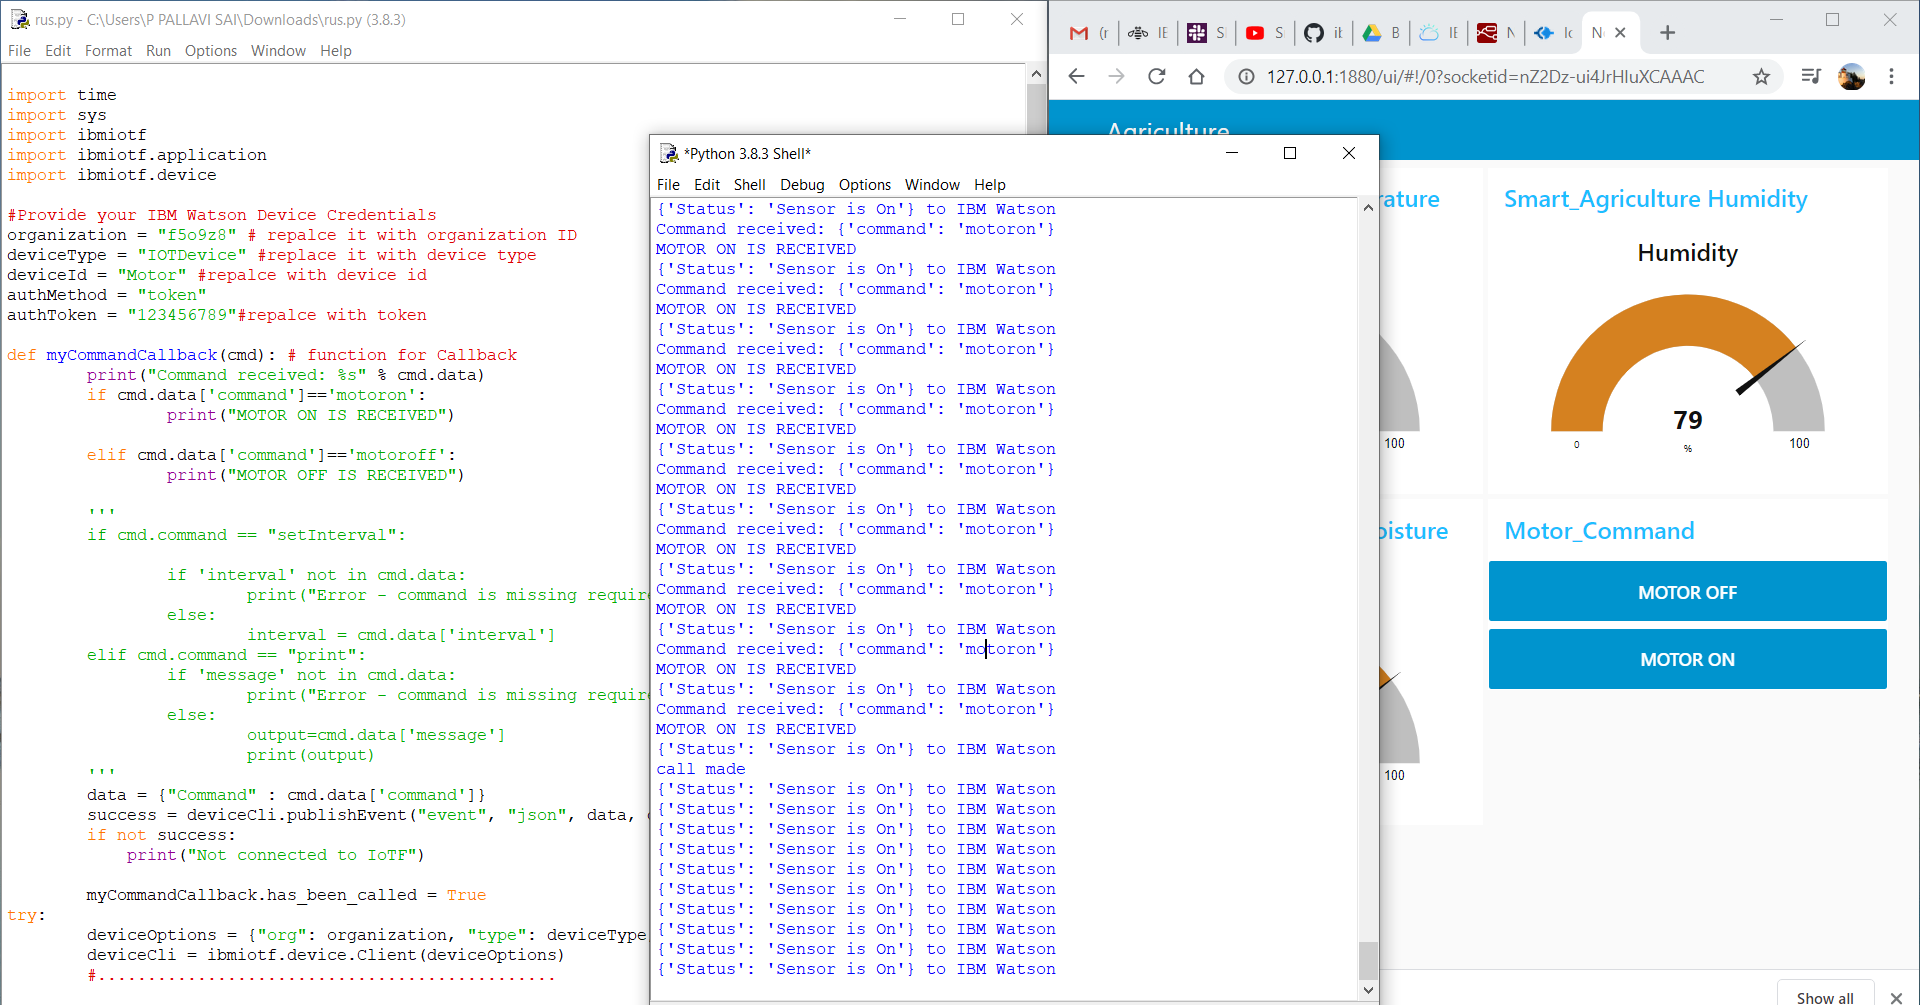 rus.py - C:\Users\P PALLAVI SAI\Downloads\rus.py (3.8.3)
File Edit Format Run Options Window Help
import time
import sys
import ibmiotf
import ibmiotf.application
import ibmiotf.device
#Provide your IBM Watson Device Credentials
organization = "f5o9z8" # repalce it with organization ID
deviceType = "IOTDevice" #replace it with device type
deviceId = "Motor" #repalce with device id
authMethod = "token"
authToken = "123456789"#repalce with token
def myCommandCallback(cmd): # function for Callback
print("Command received: %s" % cmd.data)
if cmd.data['command']=='motoron':
print("MOTOR ON IS RECEIVED")
elif cmd.data['command']=='motoroff':
print("MOTOR OFF IS RECEIVED")
'''
if cmd.command == "setInterval":
if 'interval' not in cmd.data:
print("Error - command is missing requir
else:
interval = cmd.data['interval']
elif cmd.command == "print":
if 'message' not in cmd.data:
print("Error - command is missing requir
else:
output=cmd.data['message']
print(output)
'''
data = {"Command" : cmd.data['command']}
success = deviceCli.publishEvent("event", "json", data,
if not success:
print("Not connected to IoTF")
myCommandCallback.has_been_called = True
try:
deviceOptions = {"org": organization, "type": deviceType
deviceCli = ibmiotf.device.Client(deviceOptions)
#..............................................
*Python 3.8.3 Shell*
File Edit Shell Debug Options Window Help
{'Status': 'Sensor is On'} to IBM Watson
Command received: {'command': 'motoron'}
MOTOR ON IS RECEIVED
{'Status': 'Sensor is On'} to IBM Watson
Command received: {'command': 'motoron'}
MOTOR ON IS RECEIVED
{'Status': 'Sensor is On'} to IBM Watson
Command received: {'command': 'motoron'}
MOTOR ON IS RECEIVED
{'Status': 'Sensor is On'} to IBM Watson
Command received: {'command': 'motoron'}
MOTOR ON IS RECEIVED
{'Status': 'Sensor is On'} to IBM Watson
Command received: {'command': 'motoron'}
MOTOR ON IS RECEIVED
{'Status': 'Sensor is On'} to IBM Watson
Command received: {'command': 'motoron'}
MOTOR ON IS RECEIVED
{'Status': 'Sensor is On'} to IBM Watson
Command received: {'command': 'motoron'}
MOTOR ON IS RECEIVED
{'Status': 'Sensor is On'} to IBM Watson
Command received: {'command': 'motoron'}
MOTOR ON IS RECEIVED
{'Status': 'Sensor is On'} to IBM Watson
Command received: {'command': 'motoron'}
MOTOR ON IS RECEIVED
{'Status': 'Sensor is On'} to IBM Watson
call made
{'Status': 'Sensor is On'} to IBM Watson
{'Status': 'Sensor is On'} to IBM Watson
{'Status': 'Sensor is On'} to IBM Watson
{'Status': 'Sensor is On'} to IBM Watson
{'Status': 'Sensor is On'} to IBM Watson
{'Status': 'Sensor is On'} to IBM Watson
{'Status': 'Sensor is On'} to IBM Watson
{'Status': 'Sensor is On'} to IBM Watson
{'Status': 'Sensor is On'} to IBM Watson
{'Status': 'Sensor is On'} to IBM Watson
127.0.0.1:1880/ui/#!/0?socketid=nZ2Dz-ui4JrHIuXCAAAC
Agriculture
rature
100
Smart_Agriculture Humidity
Humidity
79
%
0
100
oisture
100
Motor_Command
MOTOR OFF
MOTOR ON
Show all